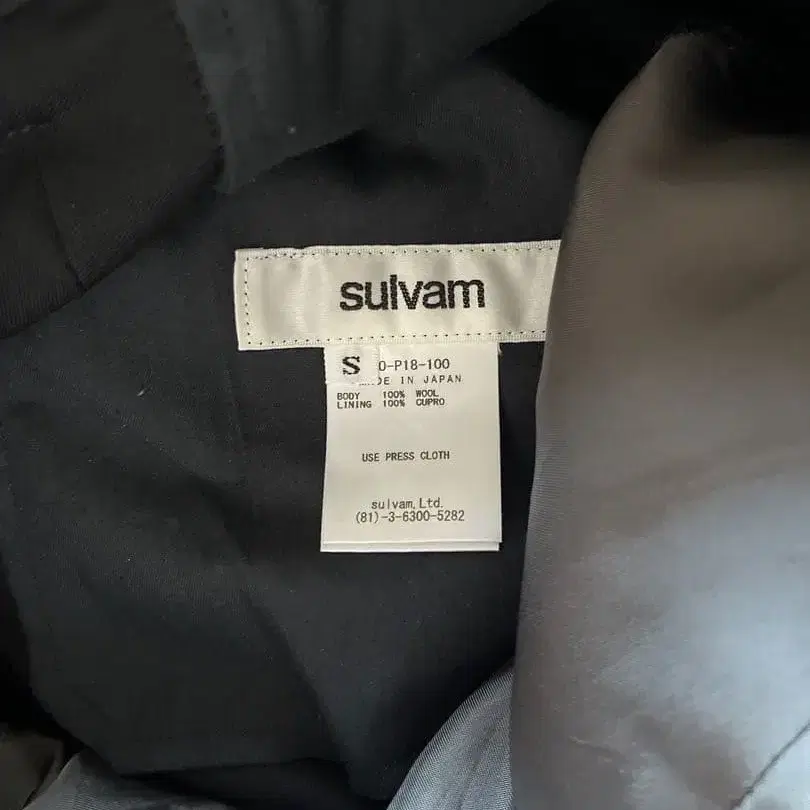 sulvam
S 0-P18-100
DE IN JAPAN
BODY 100% WOOL
LINING 100% CUPRO
USE PRESS CLOTH
sulvam,Ltd.
(81)-3-6300-5282